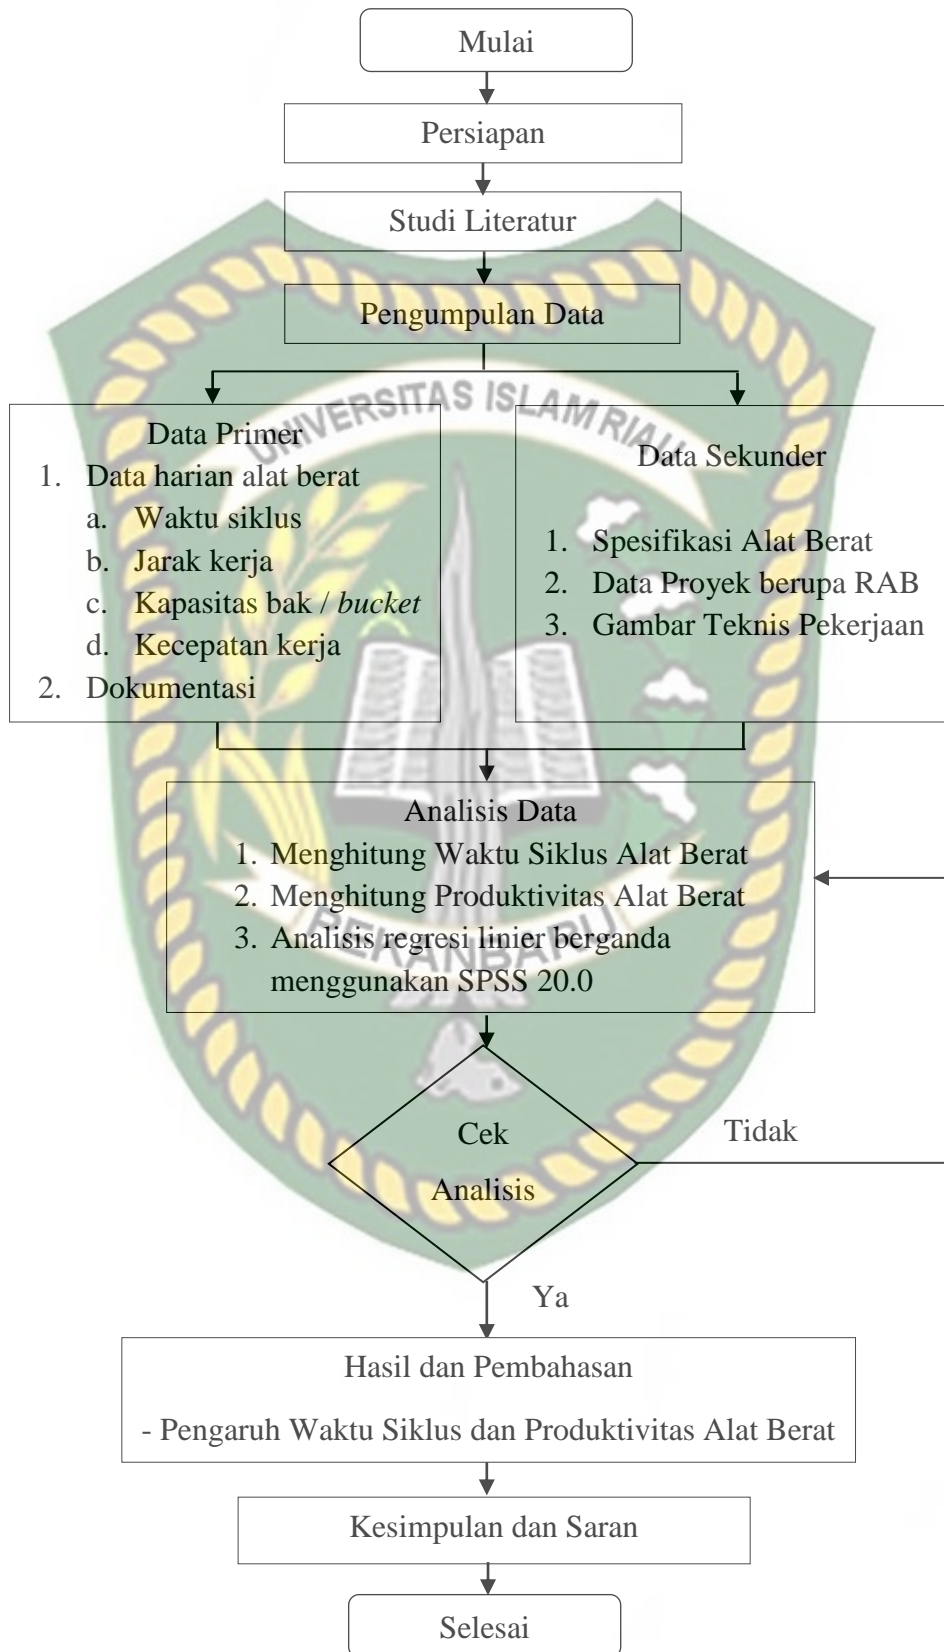 Mulai
Persiapan
Studi Literatur
Pengumpulan Data
UNIVERSITAS ISLAM RIAU
Data Primer
1. Data harian alat berat
a. Waktu siklus
b. Jarak kerja
c. Kapasitas bak / bucket
d. Kecepatan kerja
2. Dokumentasi
Data Sekunder
1. Spesifikasi Alat Berat
2. Data Proyek berupa RAB
3. Gambar Teknis Pekerjaan
Analisis Data
1. Menghitung Waktu Siklus Alat Berat
2. Menghitung Produktivitas Alat Berat
3. Analisis regresi linier berganda
menggunakan SPSS 20.0
PEKANBARU
Cek
Analisis
Tidak
Ya
Hasil dan Pembahasan
- Pengaruh Waktu Siklus dan Produktivitas Alat Berat
Kesimpulan dan Saran
Selesai